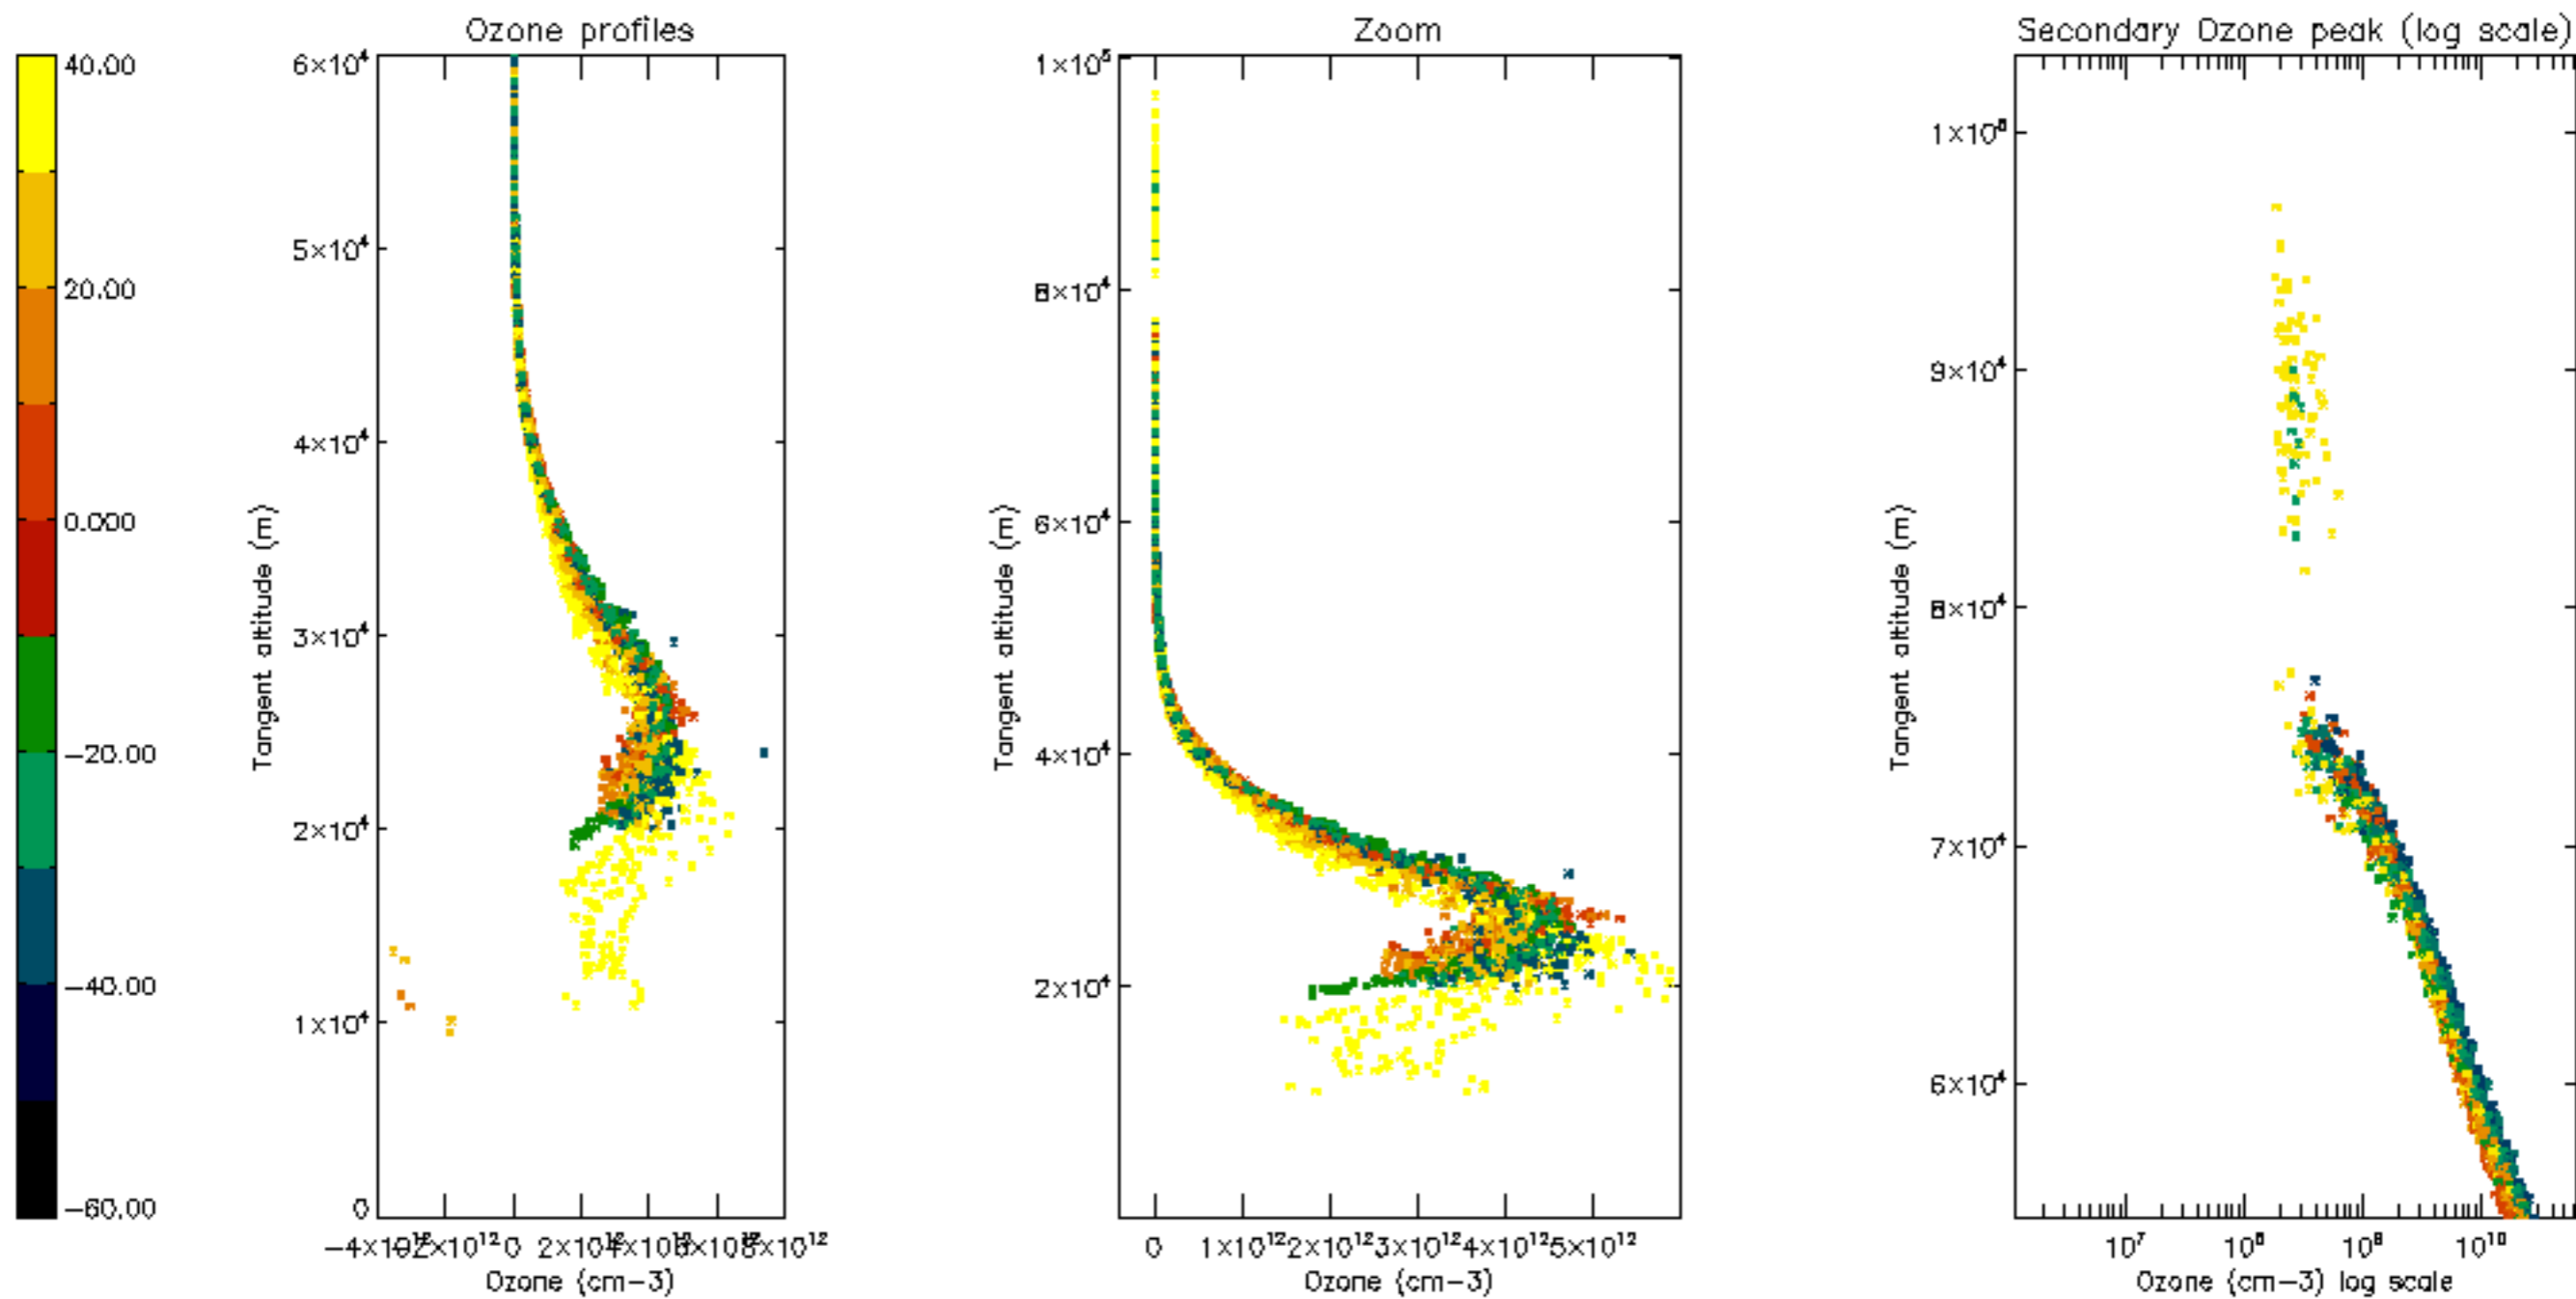 Ozone profiles
Zoom
Secondary Ozone peak (log scale)
40.00
20.00
0.000
−20.00
−40.00
−60.00
6×10⁴
5×10⁴
4×10⁴
3×10⁴
2×10⁴
1×10⁴
0
Tangent altitude (m)
0
Ozone (cm−3)
1×10⁵
8×10⁴
6×10⁴
4×10⁴
2×10⁴
Tangent altitude (m)
0 1×10¹² 2×10¹² 3×10¹² 4×10¹² 5×10¹²
Ozone (cm−3)
9×10⁴
8×10⁴
7×10⁴
6×10⁴
Tangent altitude (m)
10⁷ 10⁸ 10⁹ 10¹⁰
Ozone (cm−3) log scale